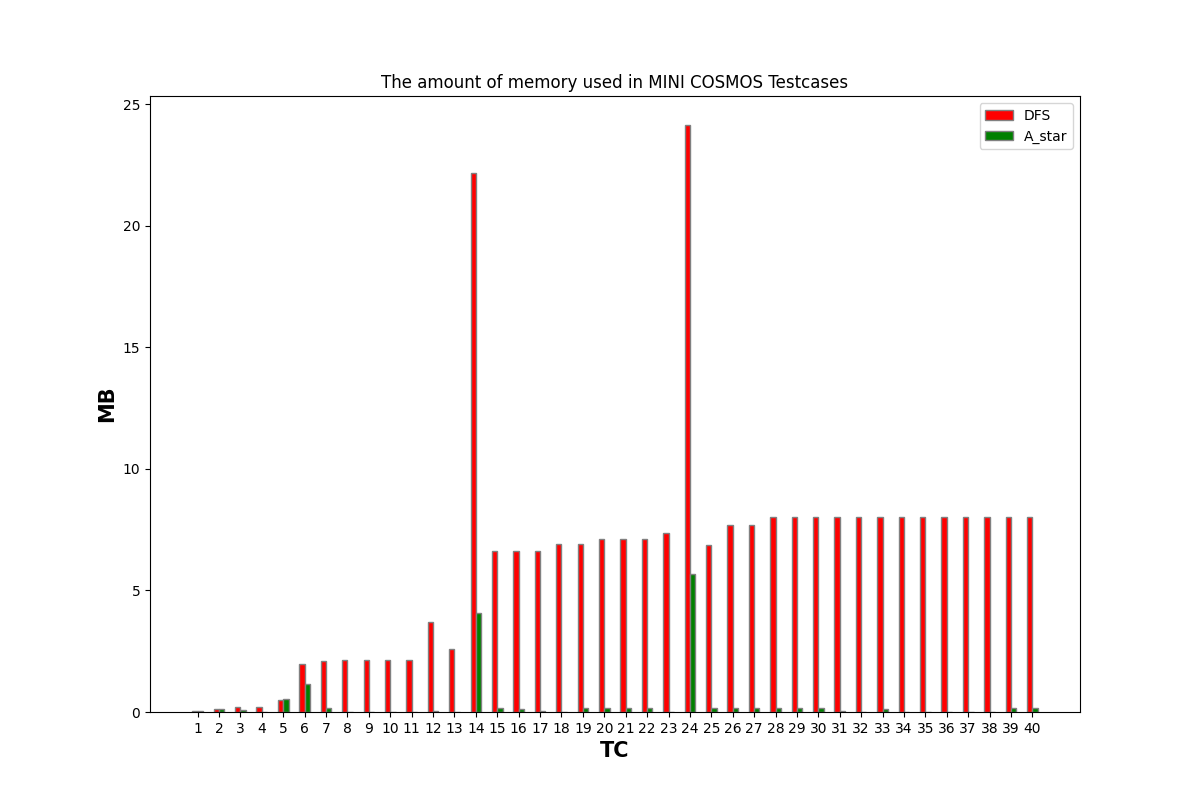 The amount of memory used in MINI COSMOS Testcases
25
20
15
10
5
0
MB
DFS
A_star
1 2 3 4 5 6 7 8 9 10 11 12 13 14 15 16 17 18 19 20 21 22 23 24 25 26 27 28 29 30 31 32 33 34 35 36 37 38 39 40
TC